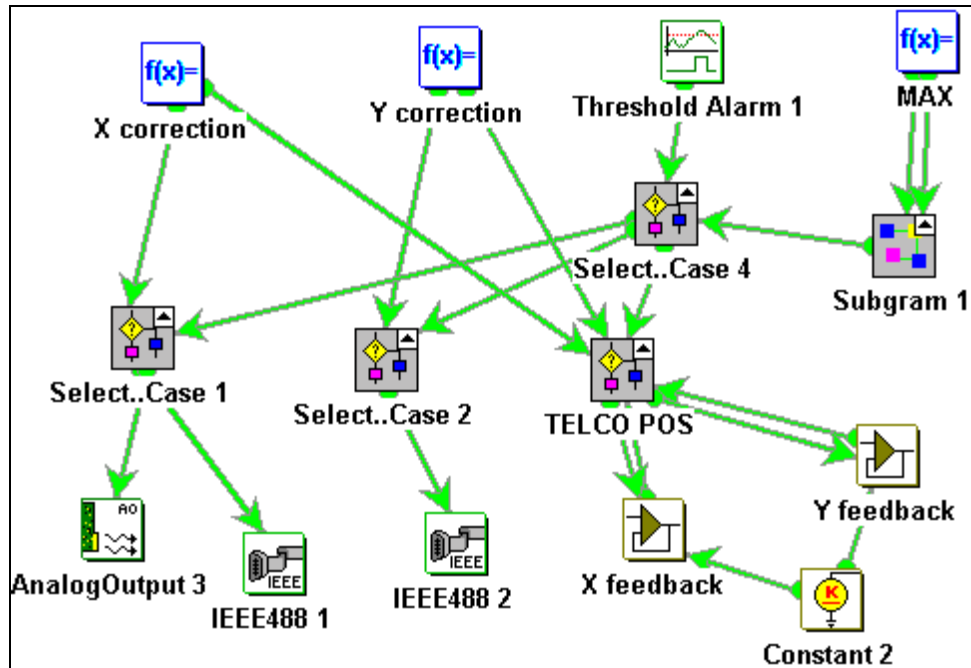 f(x)=
X correction
f(x)=
Y correction
Threshold Alarm 1
f(x)=
MAX
?
Select..Case 4
Subgram 1
?
Select..Case 1
?
Select..Case 2
?
TELCO POS
Y feedback
AO
AnalogOutput 3
IEEE
IEEE488 1
IEEE
IEEE488 2
X feedback
K
Constant 2